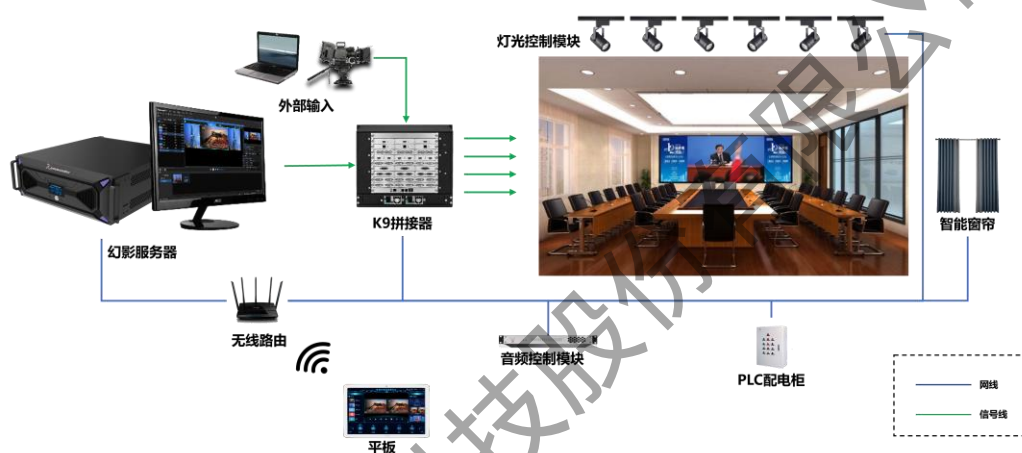 灯光控制模块
外部输入
K9拼接器
幻影服务器
智能窗帘
无线路由
音频控制模块
PLC配电柜
平板
网线
信号线
科技股份有限公